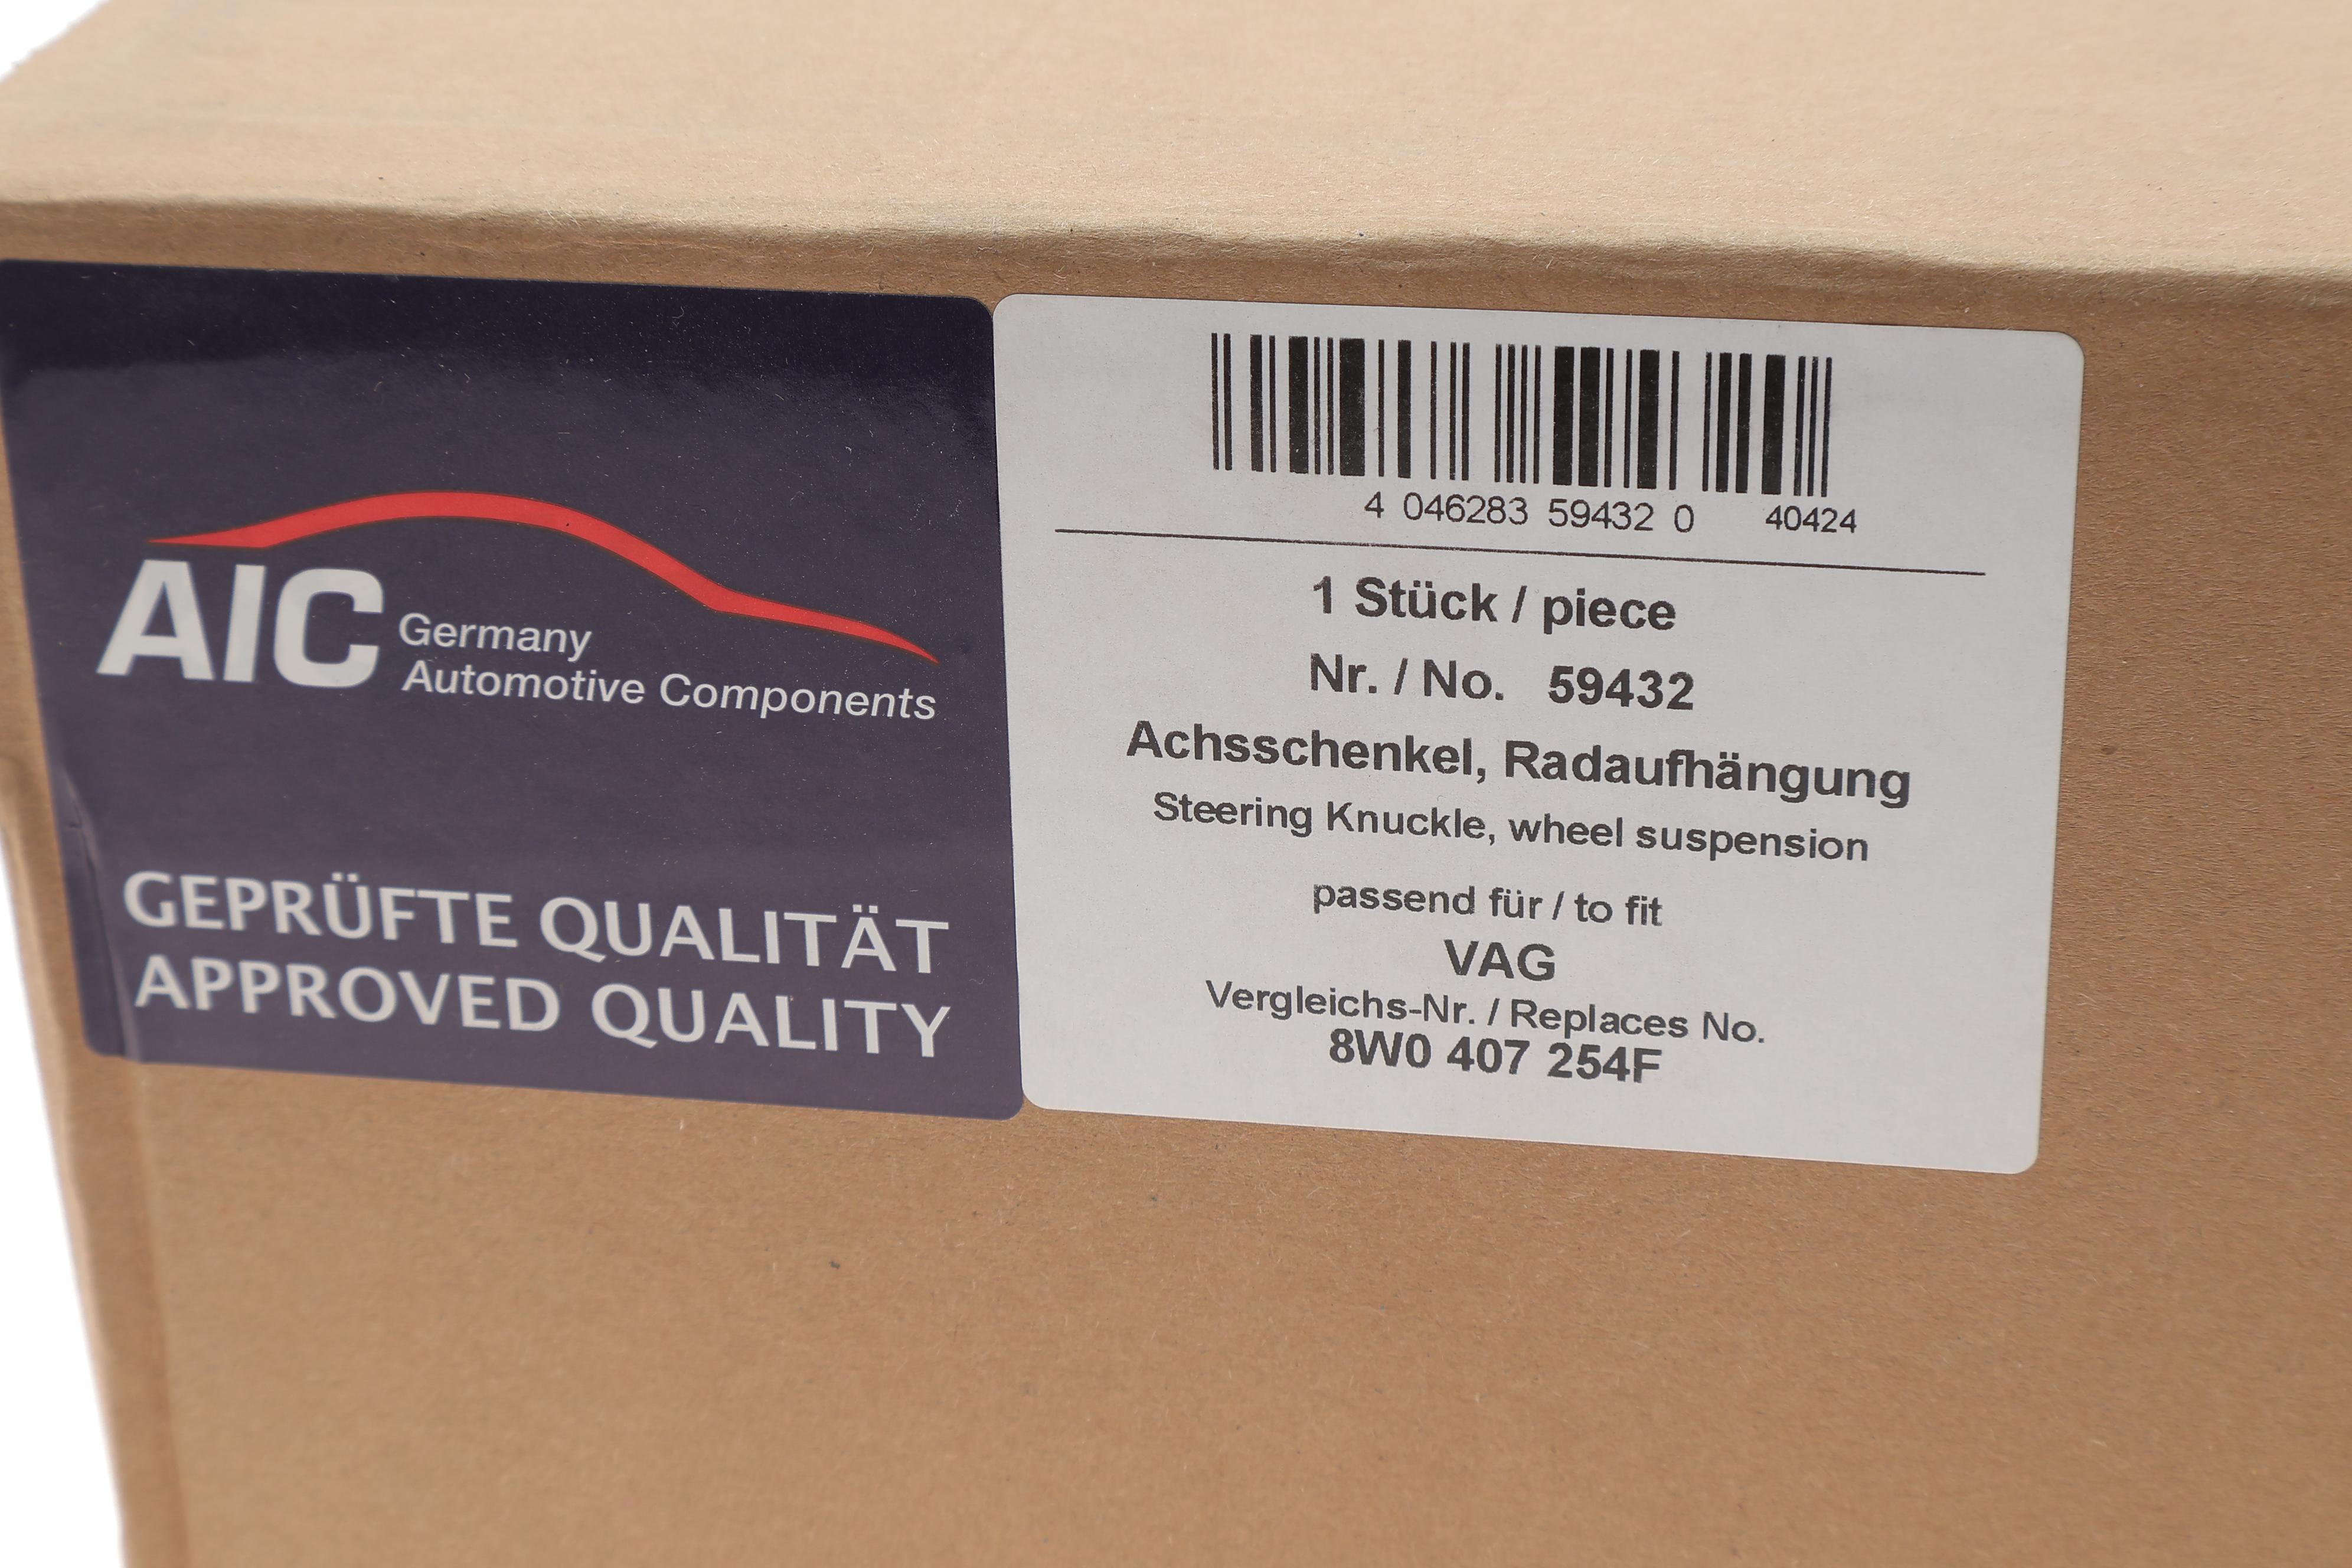 AIC
Germany
Automotive Components
GEPRÜFTE QUALITÄT
APPROVED QUALITY
4 046283 59432 0 40424
1 Stück / piece
Nr. / No. 59432
Achsschenkel, Radaufhängung
Steering Knuckle, wheel suspension
passend für / to fit
VAG
Vergleichs-Nr. / Replaces No.
8W0 407 254F